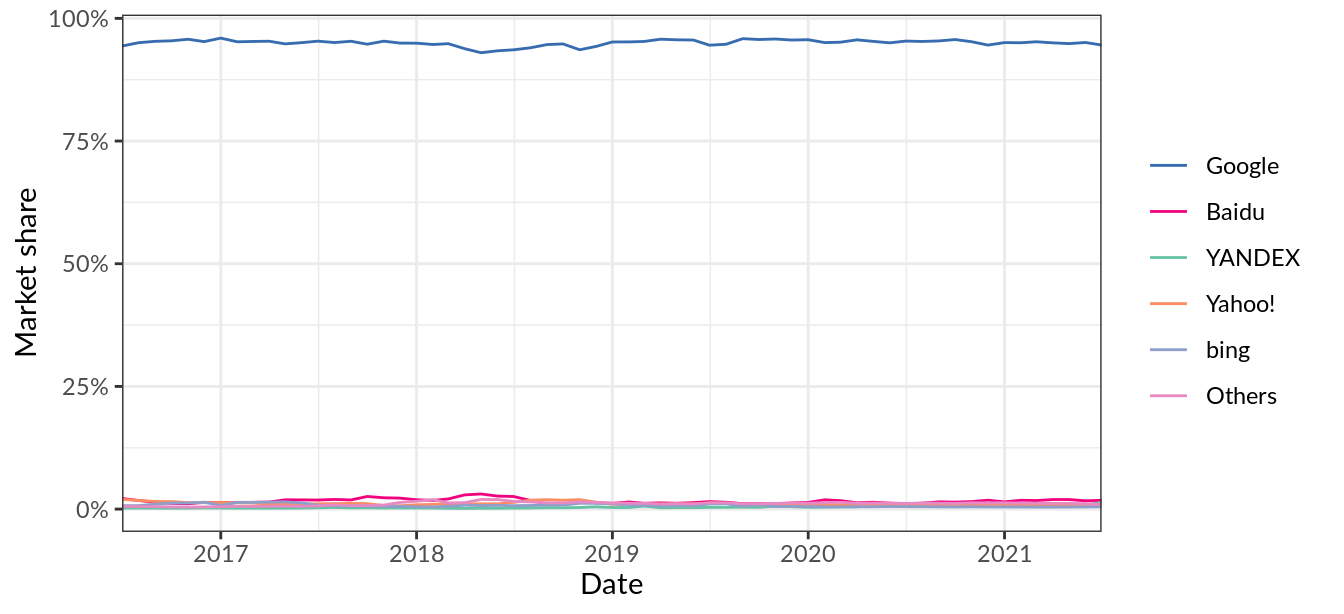 100%
75%
50%
25%
0%
Market share
2017 2018 2019 2020 2021
Date
Google
Baidu
YANDEX
Yahoo!
bing
Others